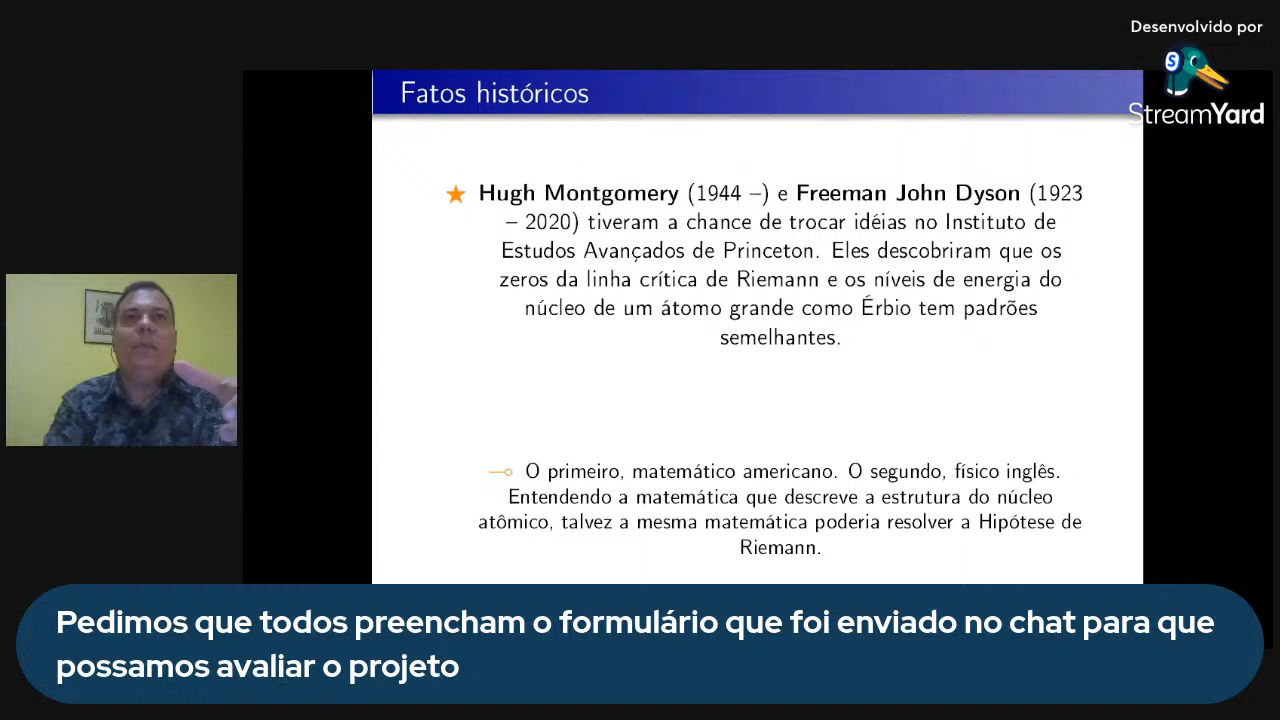 Desenvolvido por
StreamYard
Fatos históricos
Hugh Montgomery (1944 –) e Freeman John Dyson (1923
– 2020) tiveram a chance de trocar idéias no Instituto de
Estudos Avançados de Princeton. Eles descobriram que os
zeros da linha crítica de Riemann e os níveis de energia do
núcleo de um átomo grande como Érbio tem padrões
semelhantes.
O primeiro, matemático americano. O segundo, físico inglês.
Entendendo a matemática que descreve a estrutura do núcleo
atômico, talvez a mesma matemática poderia resolver a Hipótese de
Riemann.
Pedimos que todos preencham o formulário que foi enviado no chat para que
possamos avaliar o projeto